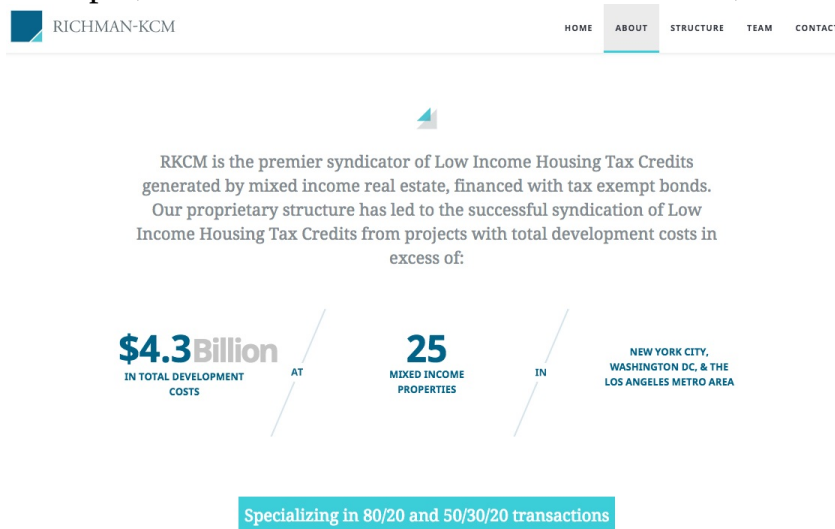 RICHMAN-KCM
HOME ABOUT STRUCTURE TEAM CONTACT
RKCM is the premier syndicator of Low Income Housing Tax Credits
generated by mixed income real estate, financed with tax exempt bonds.
Our proprietary structure has led to the successful syndication of Low
Income Housing Tax Credits from projects with total development costs in
excess of:
$4.3Billion
IN TOTAL DEVELOPMENT
COSTS
AT
25
MIXED INCOME
PROPERTIES
IN
NEW YORK CITY,
WASHINGTON DC, & THE
LOS ANGELES METRO AREA
Specializing in 80/20 and 50/30/20 transactions